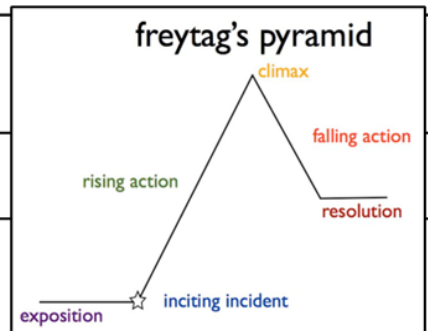 freytag's pyramid
climax
falling action
rising action
resolution
inciting incident
exposition